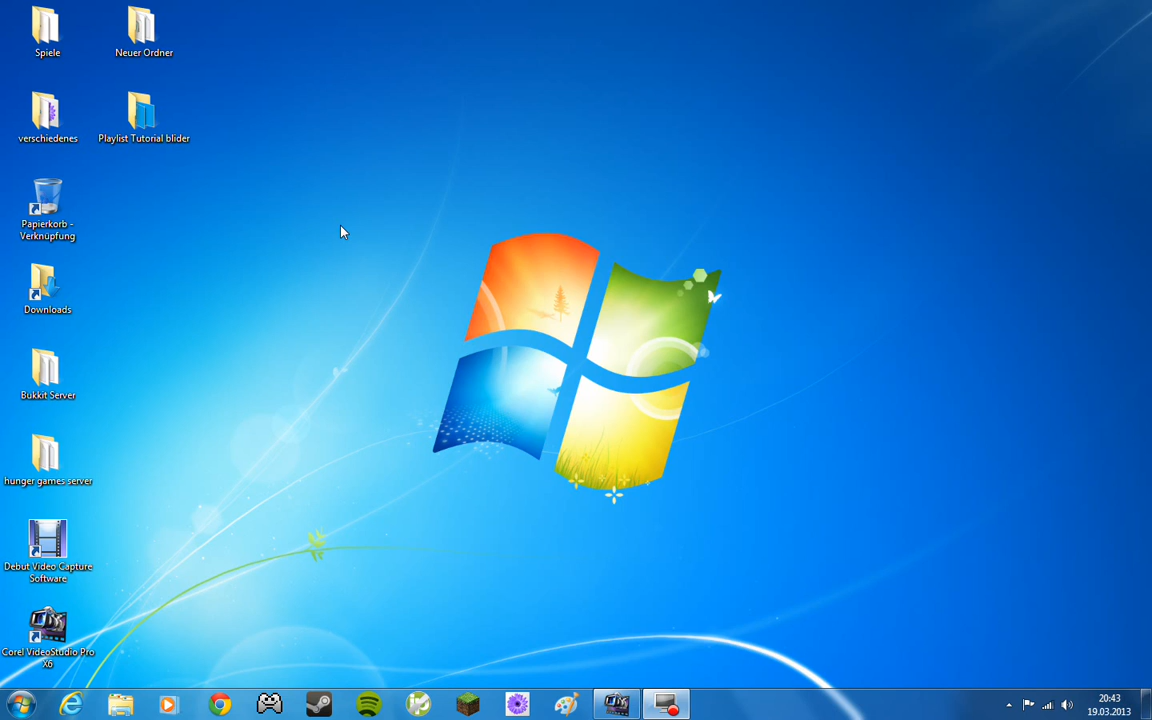 Spiele
Neuer Ordner
verschiedenes
Playlist Tutorial blider
Papierkorb -
Verknüpfung
Downloads
Bukkit Server
hunger games server
Debut Video Capture
Software
Corel VideoStudio Pro
X6
20:43
19.03.2013